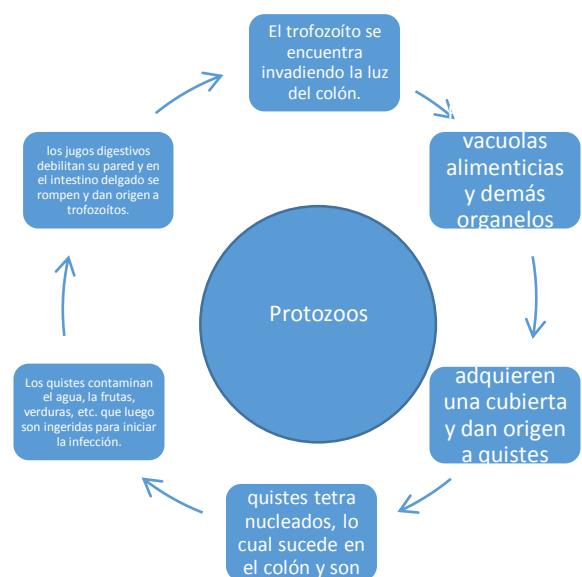 El trofozoíto se
encuentra
invadiendo la luz
del colón.
vacuolas
alimenticias
y demás
organelos
adquieren
una cubierta
y dan origen
a quistes
quistes tetra
nucleados, lo
cual sucede en
el colón y son
Los quistes contaminan
el agua, la frutas,
verduras, etc. que luego
son ingeridas para iniciar
la infección.
los jugos digestivos
debilitan su pared y en
el intestino delgado se
rompen y dan origen a
trofozoítos.
Protozoos